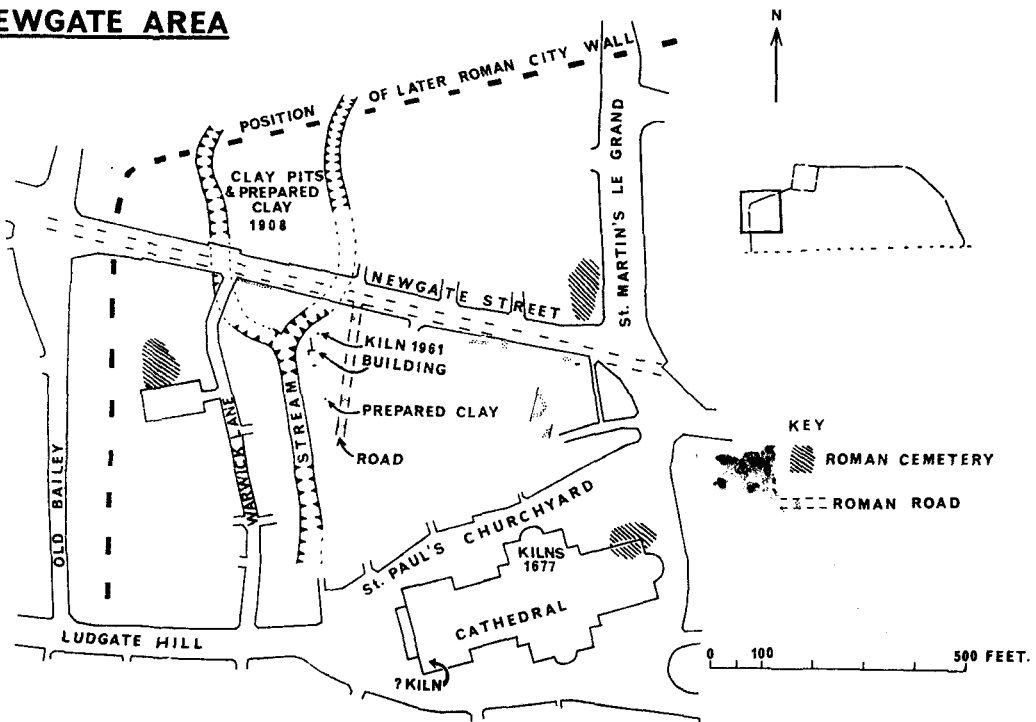 EWGATE AREA
N
POSITION OF LATER ROMAN CITY WALL
CLAY PITS
& PREPARED
CLAY
1908
St. MARTIN'S LE GRAND
NEWGATE STREET
KILN 1961
BUILDING
PREPARED CLAY
ROAD
STREAM
WARWICK LANE
OLD BAILEY
KEY
ROMAN CEMETERY
ROMAN ROAD
St. PAUL'S CHURCHYARD
KILNS
1677
CATHEDRAL
LUDGATE HILL
? KILN
0 100 500 FEET.